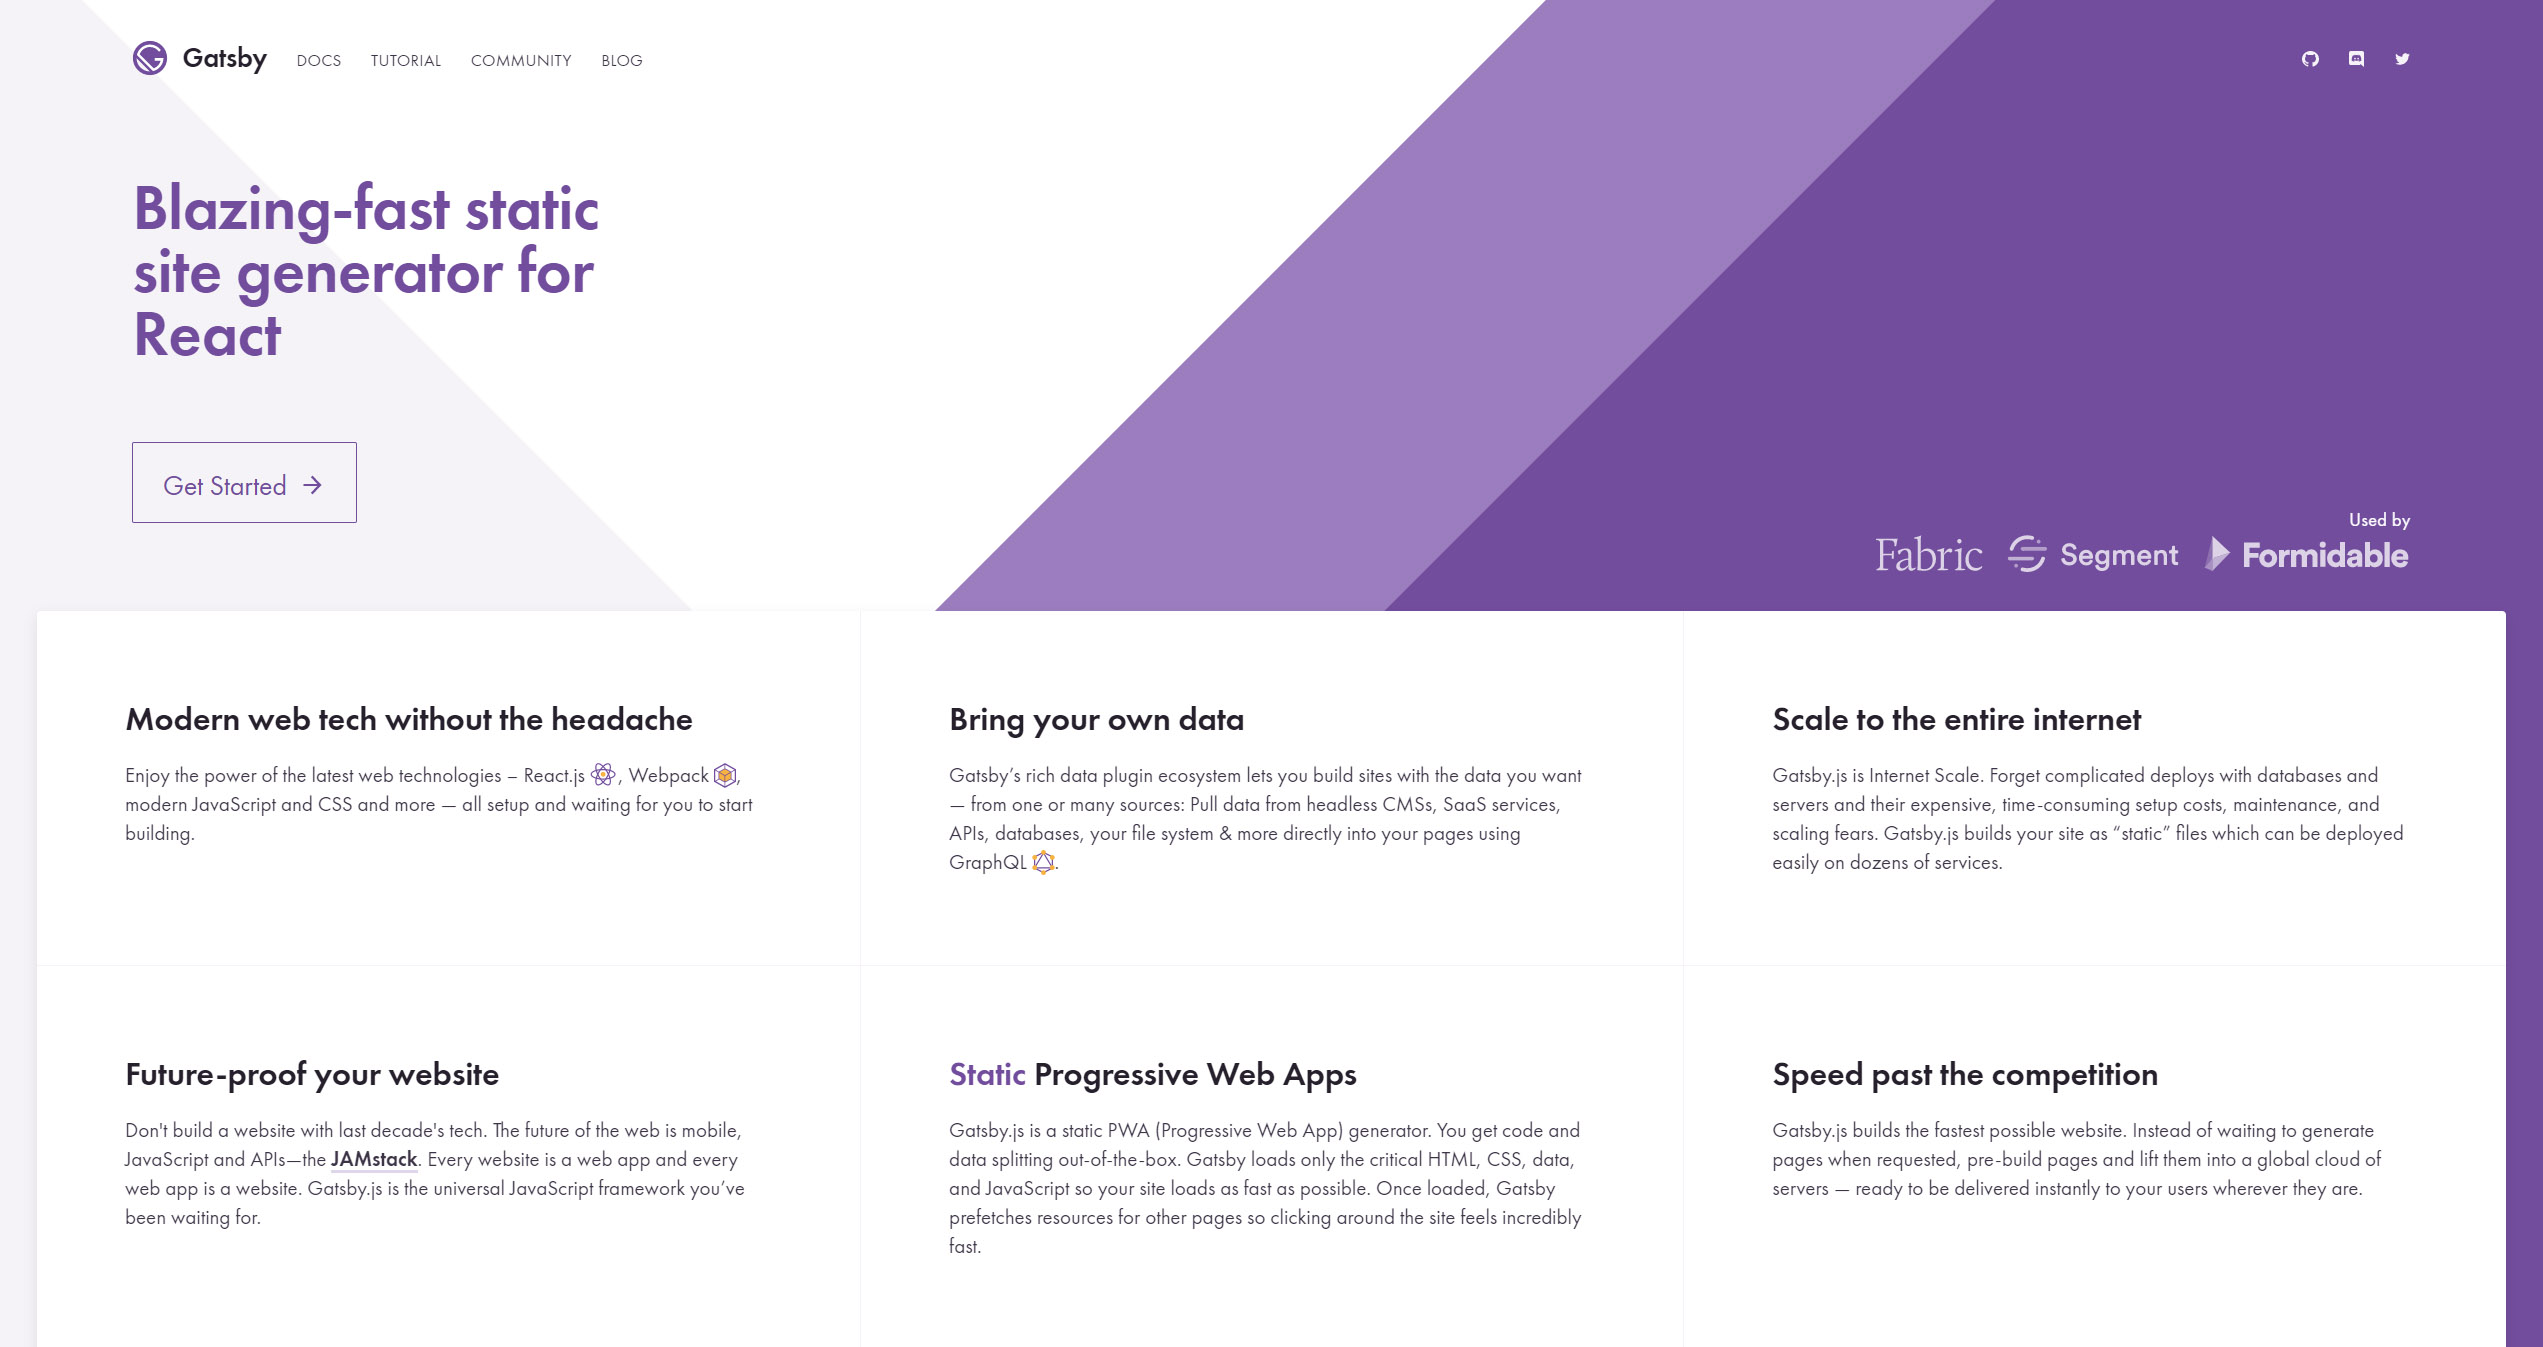 Gatsby DOCS TUTORIAL COMMUNITY BLOG
Blazing-fast static
site generator for
React
Get Started
Used by
Fabric Segment Formidable
Modern web tech without the headache
Enjoy the power of the latest web technologies – React.js , Webpack ,
modern JavaScript and CSS and more — all setup and waiting for you to start
building.
Bring your own data
Gatsby’s rich data plugin ecosystem lets you build sites with the data you want
— from one or many sources: Pull data from headless CMSs, SaaS services,
APIs, databases, your file system & more directly into your pages using
GraphQL .
Scale to the entire internet
Gatsby.js is Internet Scale. Forget complicated deploys with databases and
servers and their expensive, time-consuming setup costs, maintenance, and
scaling fears. Gatsby.js builds your site as “static” files which can be deployed
easily on dozens of services.
Future-proof your website
Don't build a website with last decade's tech. The future of the web is mobile,
JavaScript and APIs—the JAMstack. Every website is a web app and every
web app is a website. Gatsby.js is the universal JavaScript framework you’ve
been waiting for.
Static Progressive Web Apps
Gatsby.js is a static PWA (Progressive Web App) generator. You get code and
data splitting out-of-the-box. Gatsby loads only the critical HTML, CSS, data,
and JavaScript so your site loads as fast as possible. Once loaded, Gatsby
prefetches resources for other pages so clicking around the site feels incredibly
fast.
Speed past the competition
Gatsby.js builds the fastest possible website. Instead of waiting to generate
pages when requested, pre-build pages and lift them into a global cloud of
servers — ready to be delivered instantly to your users wherever they are.